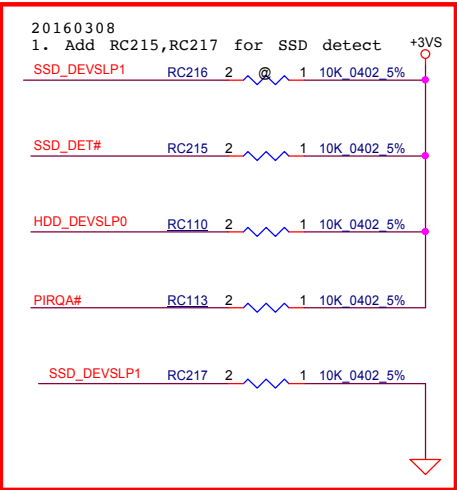 20160308
1. Add RC215,RC217 for SSD detect +3VS
SSD_DEVSLP1 RC216 2 @ 1 10K_0402_5%
SSD_DET# RC215 2 1 10K_0402_5%
HDD_DEVSLP0 RC110 2 1 10K_0402_5%
PIRQA# RC113 2 1 10K_0402_5%
SSD_DEVSLP1 RC217 2 1 10K_0402_5%